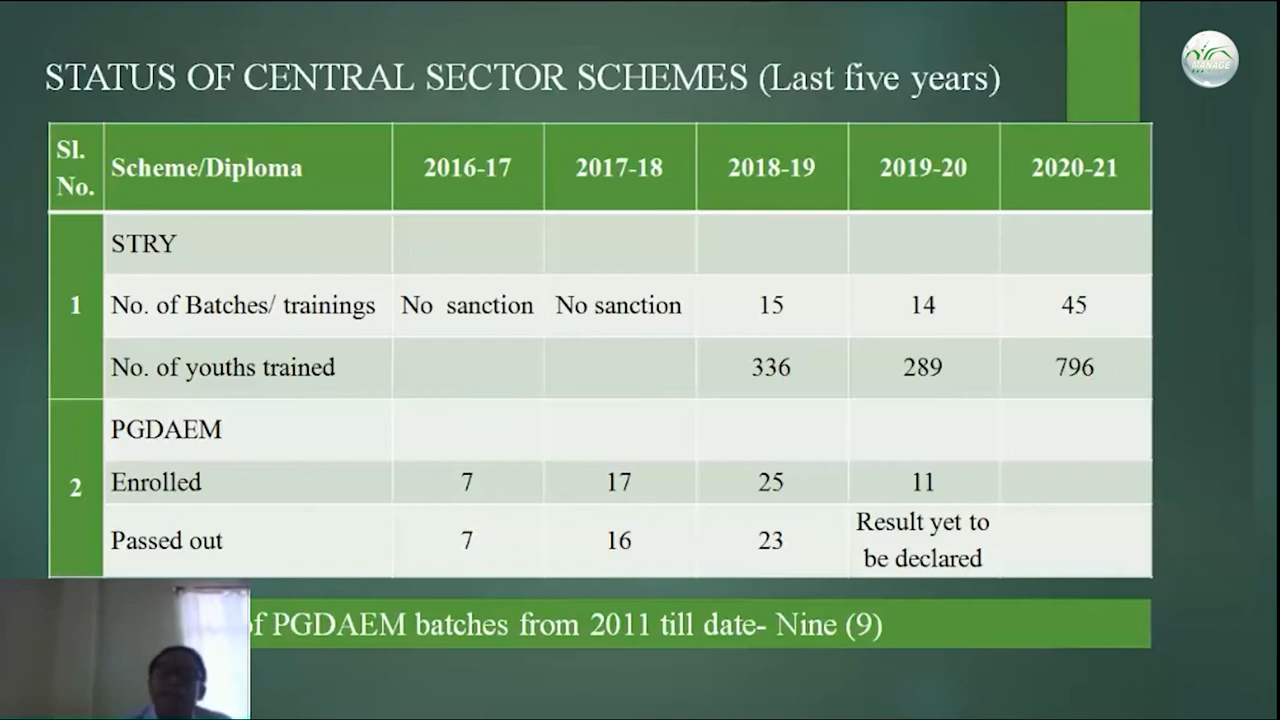 MANAGE
STATUS OF CENTRAL SECTOR SCHEMES (Last five years)
Sl. No. Scheme/Diploma 2016-17 2017-18 2018-19 2019-20 2020-21
1
STRY
No. of Batches/ trainings No sanction No sanction 15 14 45
No. of youths trained 336 289 796
2
PGDAEM
Enrolled 7 17 25 11
Passed out 7 16 23 Result yet to be declared
of PGDAEM batches from 2011 till date- Nine (9)